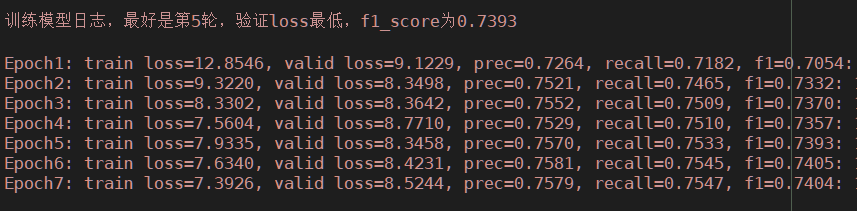 训练模型日志，最好是第5轮，验证loss最低，f1_score为0.7393
Epoch1: train loss=12.8546, valid loss=9.1229, prec=0.7264, recall=0.7182, f1=0.7054:
Epoch2: train loss=9.3220, valid loss=8.3498, prec=0.7521, recall=0.7465, f1=0.7332:
Epoch3: train loss=8.3302, valid loss=8.3642, prec=0.7552, recall=0.7509, f1=0.7370:
Epoch4: train loss=7.5604, valid loss=8.7710, prec=0.7529, recall=0.7510, f1=0.7357:
Epoch5: train loss=7.9335, valid loss=8.3458, prec=0.7570, recall=0.7533, f1=0.7393:
Epoch6: train loss=7.6340, valid loss=8.4231, prec=0.7581, recall=0.7545, f1=0.7405:
Epoch7: train loss=7.3926, valid loss=8.5244, prec=0.7579, recall=0.7547, f1=0.7404: